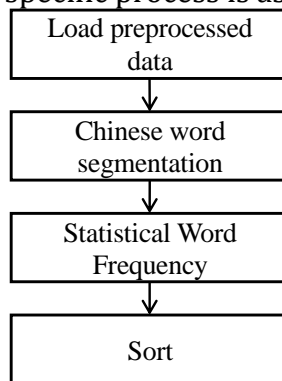 specific process is as
Load preprocessed
data
Chinese word
segmentation
Statistical Word
Frequency
Sort